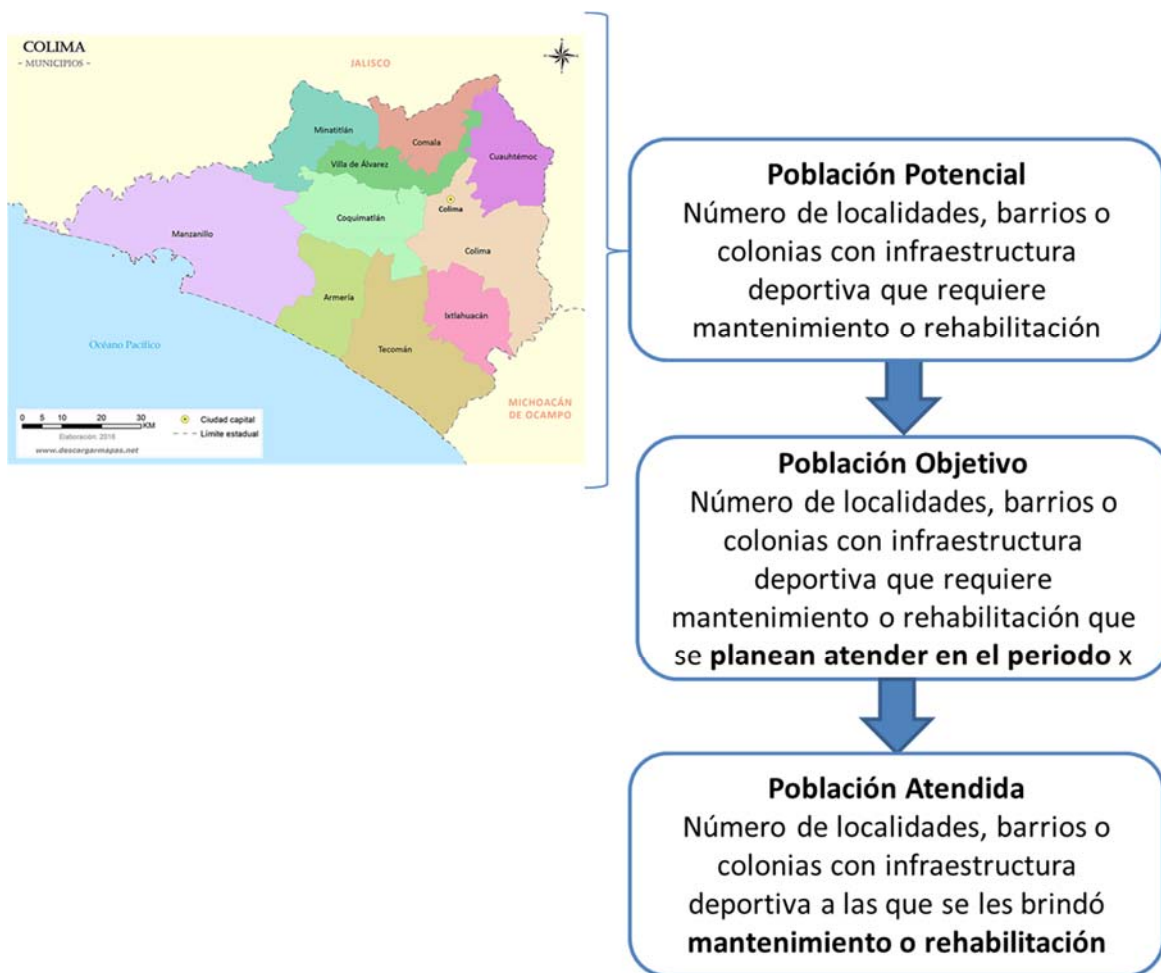 COLIMA
- MUNICIPIOS -
JALISCO
Minatitlán
Comala
Cuauhtémoc
Villa de Álvarez
Colima
Coquimatlán
Manzanillo
Colima
Armería
Ixtlahuacán
Tecomán
Océano Pacífico
MICHOACÁN
DE OCAMPO
0 5 10 20 30
KM
Elaboración: 2016
www.descargarmapas.net
Ciudad capital
Límite estadual
Población Potencial
Número de localidades, barrios o
colonias con infraestructura
deportiva que requiere
mantenimiento o rehabilitación
Población Objetivo
Número de localidades, barrios o
colonias con infraestructura
deportiva que requiere
mantenimiento o rehabilitación que
se planean atender en el periodo x
Población Atendida
Número de localidades, barrios o
colonias con infraestructura
deportiva a las que se les brindó
mantenimiento o rehabilitación